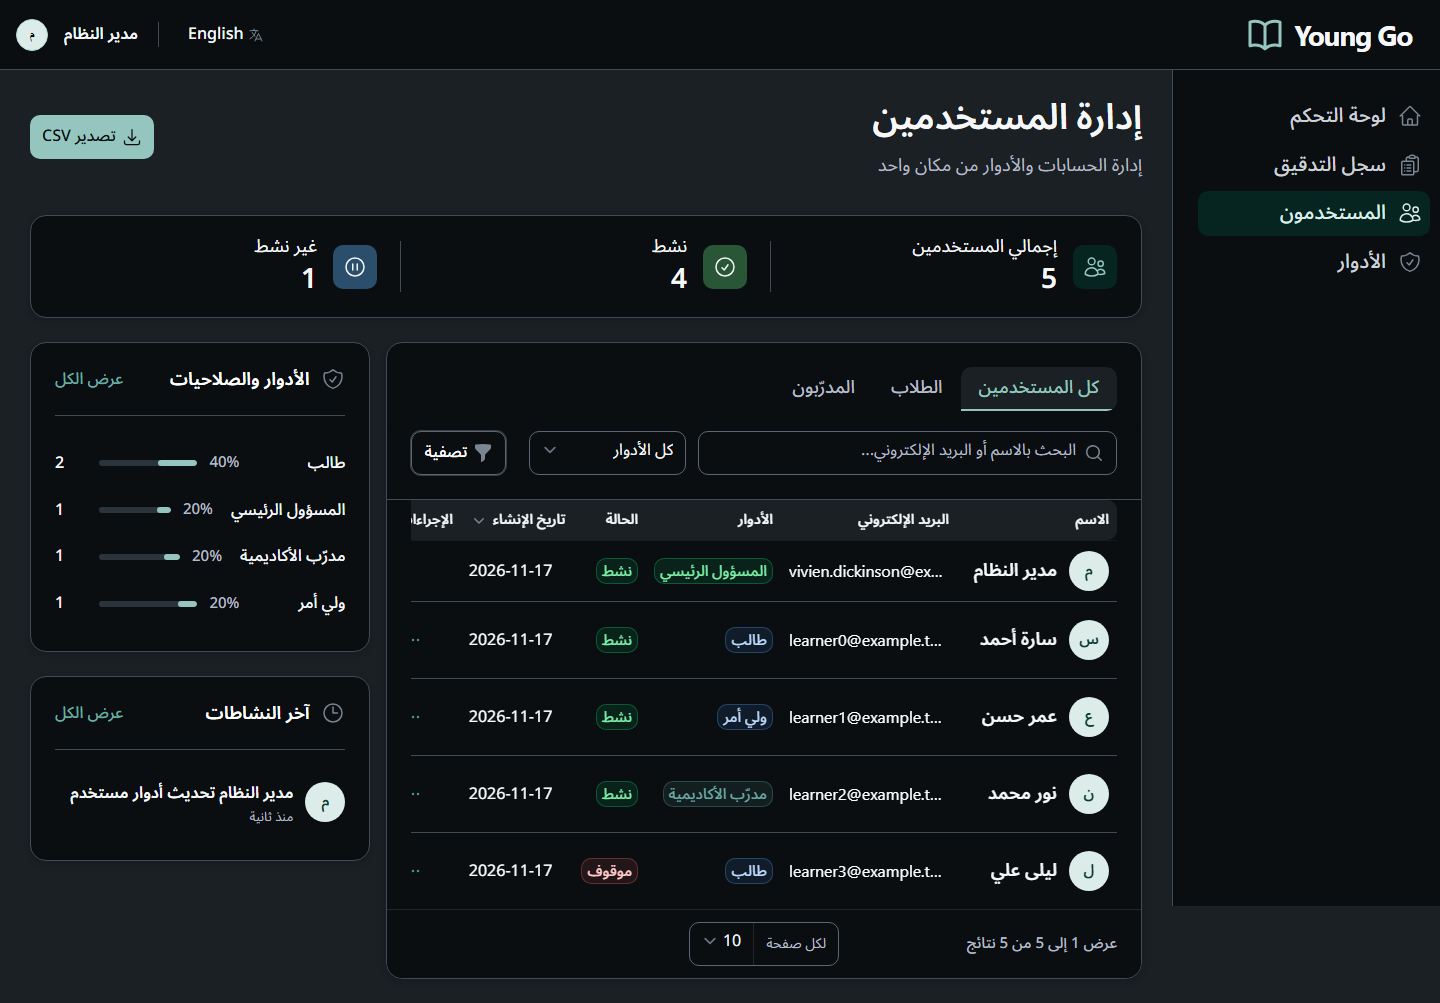 Young Go
English
مدير النظام
م
لوحة التحكم
سجل التدقيق
المستخدمون
الأدوار
إدارة المستخدمين
إدارة الحسابات والأدوار من مكان واحد
تصدير CSV
إجمالي المستخدمين
5
نشط
4
غير نشط
1
كل المستخدمين
الطلاب
المدرّبون
البحث بالاسم أو البريد الإلكتروني...
كل الأدوار
تصفية
الاسم البريد الإلكتروني الأدوار الحالة تاريخ الإنشاء
م مدير النظام vivien.dickinson@ex... المسؤول الرئيسي نشط 2026-11-17
س سارة أحمد learner0@example.t... طالب نشط 2026-11-17
ع عمر حسن learner1@example.t... ولي أمر نشط 2026-11-17
ن نور محمد learner2@example.t... مدرّب الأكاديمية نشط 2026-11-17
ل ليلى علي learner3@example.t... طالب موقوف 2026-11-17
عرض 1 إلى 5 من 5 نتائج
لكل صفحة 10
الأدوار والصلاحيات
عرض الكل
طالب 40% 2
المسؤول الرئيسي 20% 1
مدرّب الأكاديمية 20% 1
ولي أمر 20% 1
آخر النشاطات
عرض الكل
م مدير النظام تحديث أدوار مستخدم
منذ ثانية